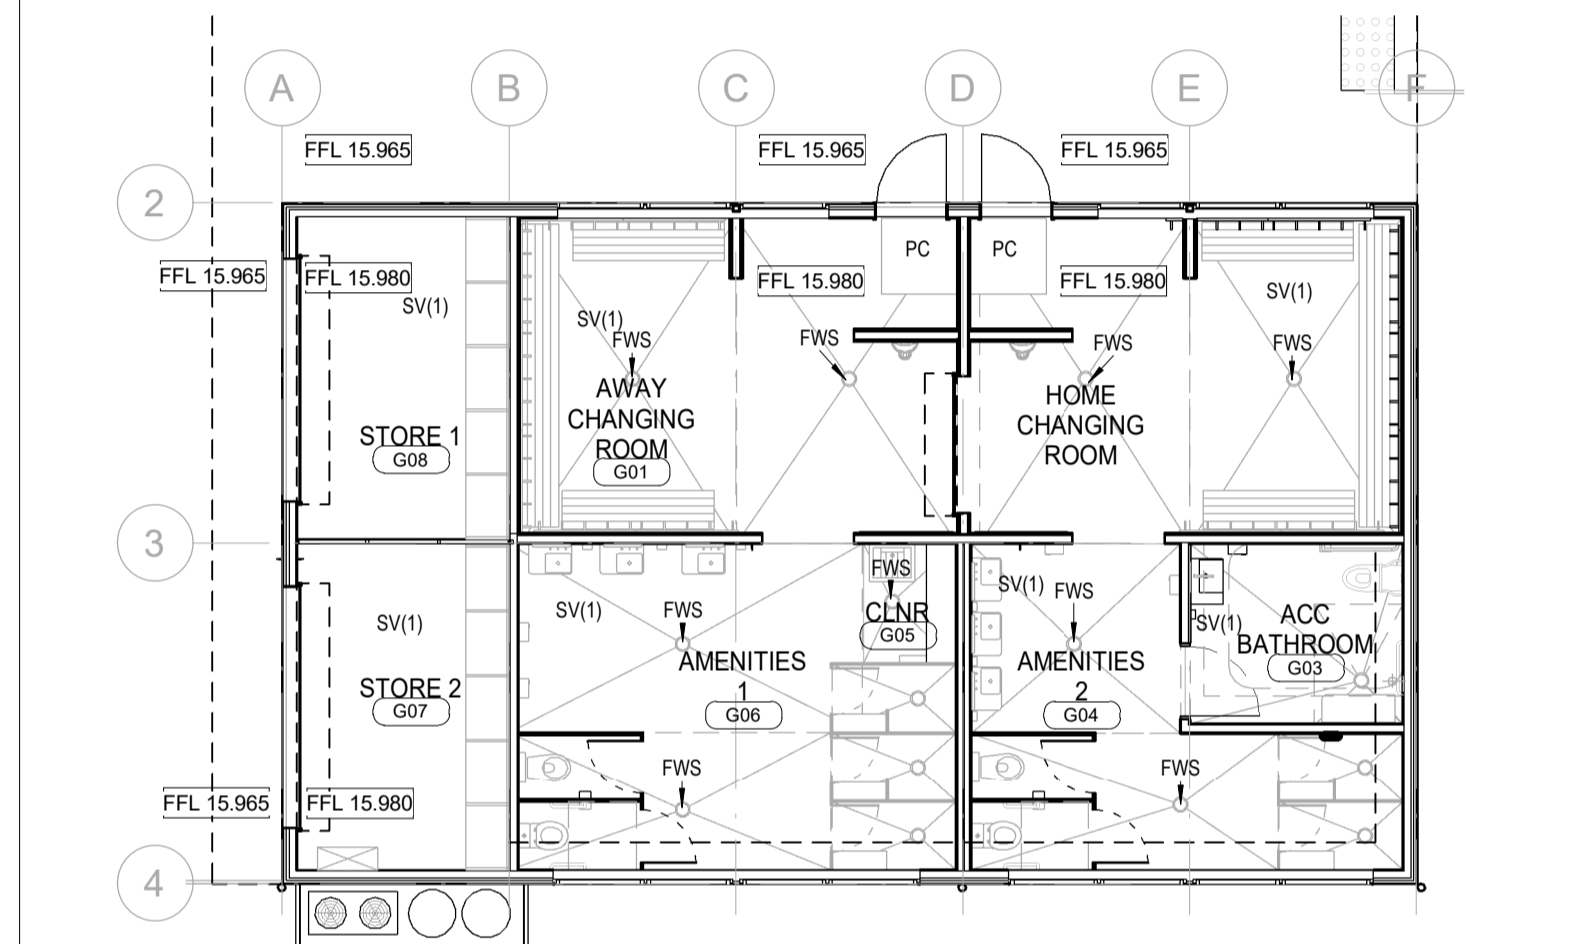 A
B
C
D
E
F
FFL 15.965
FFL 15.965
FFL 15.965
2
PC
PC
FFL 15.965
FFL 15.980
FFL 15.980
FFL 15.980
SV(1)
SV(1)
SV(1)
FWS
FWS
FWS
FWS
AWAY
CHANGING
ROOM
G01
HOME
CHANGING
ROOM
STORE 1
G08
3
FWS
SV(1)
FWS
CLNR
G05
SV(1)
FWS
SV(1)
ACC
BATHROOM
G03
SV(1)
STORE 2
G07
AMENITIES
1
G06
AMENITIES
2
G04
FWS
FWS
FFL 15.965
FFL 15.980
4